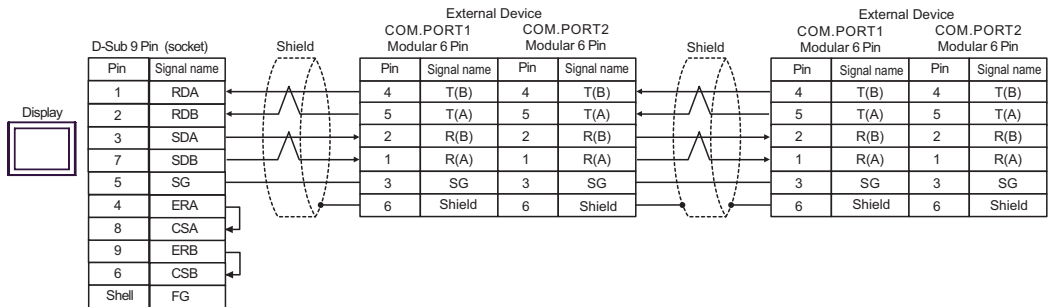 External Device
COM.PORT1 COM.PORT2
D-Sub 9 Pin (socket) Shield Modular 6 Pin Modular 6 Pin
Pin Signal name Pin Signal name Pin Signal name
1 RDA 4 T(B) 4 T(B)
2 RDB 5 T(A) 5 T(A)
3 SDA 2 R(B) 2 R(B)
7 SDB 1 R(A) 1 R(A)
5 SG 3 SG 3 SG
4 ERA 6 Shield 6 Shield
8 CSA
9 ERB
6 CSB
Shell FG
Display
External Device
COM.PORT1 COM.PORT2
Shield Modular 6 Pin Modular 6 Pin
Pin Signal name Pin Signal name
4 T(B) 4 T(B)
5 T(A) 5 T(A)
2 R(B) 2 R(B)
1 R(A) 1 R(A)
3 SG 3 SG
6 Shield 6 Shield